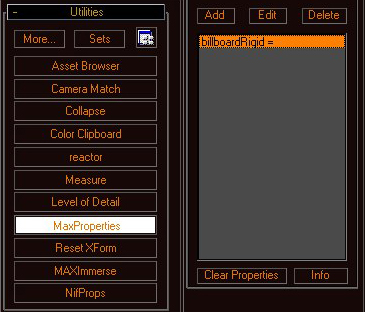 - Utilities
More... Sets
Asset Browser
Camera Match
Collapse
Color Clipboard
reactor
Measure
Level of Detail
MaxProperties
Reset XForm
MAXImmerse
NifProps
Add Edit Delete
billboardRigid =
Clear Properties Info